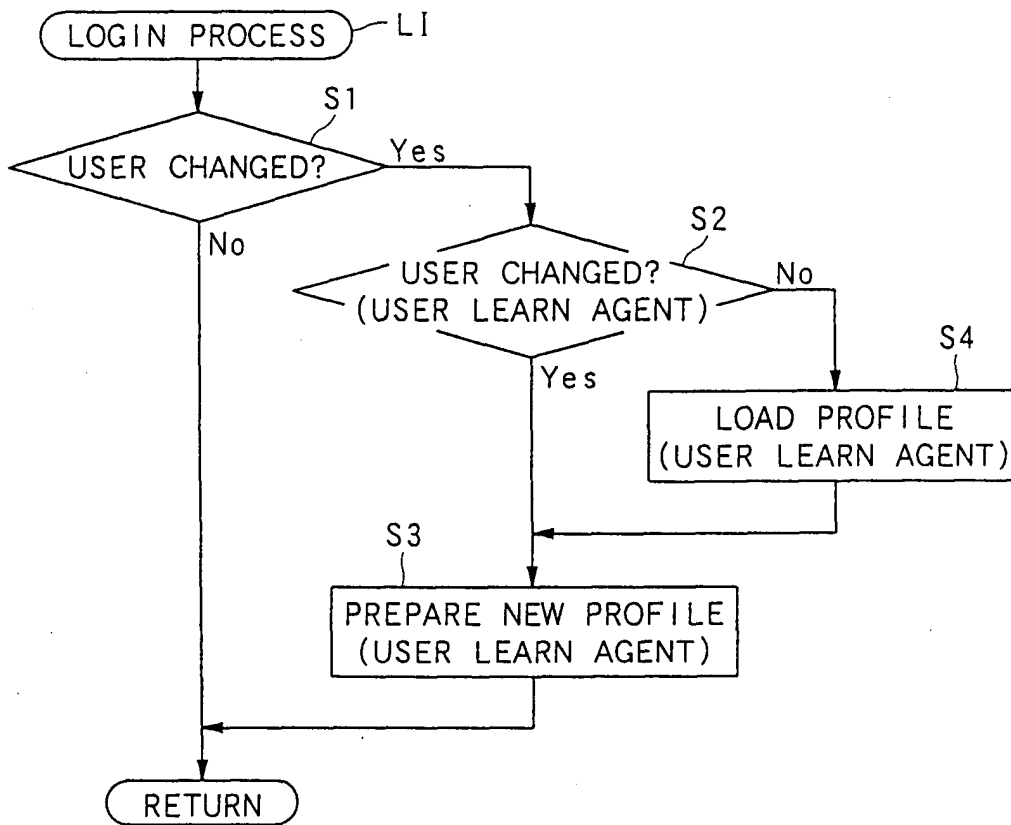 LOGIN PROCESS
LI
S1
USER CHANGED?
Yes
No
S2
USER CHANGED?
(USER LEARN AGENT)
No
Yes
S4
LOAD PROFILE
(USER LEARN AGENT)
S3
PREPARE NEW PROFILE
(USER LEARN AGENT)
RETURN